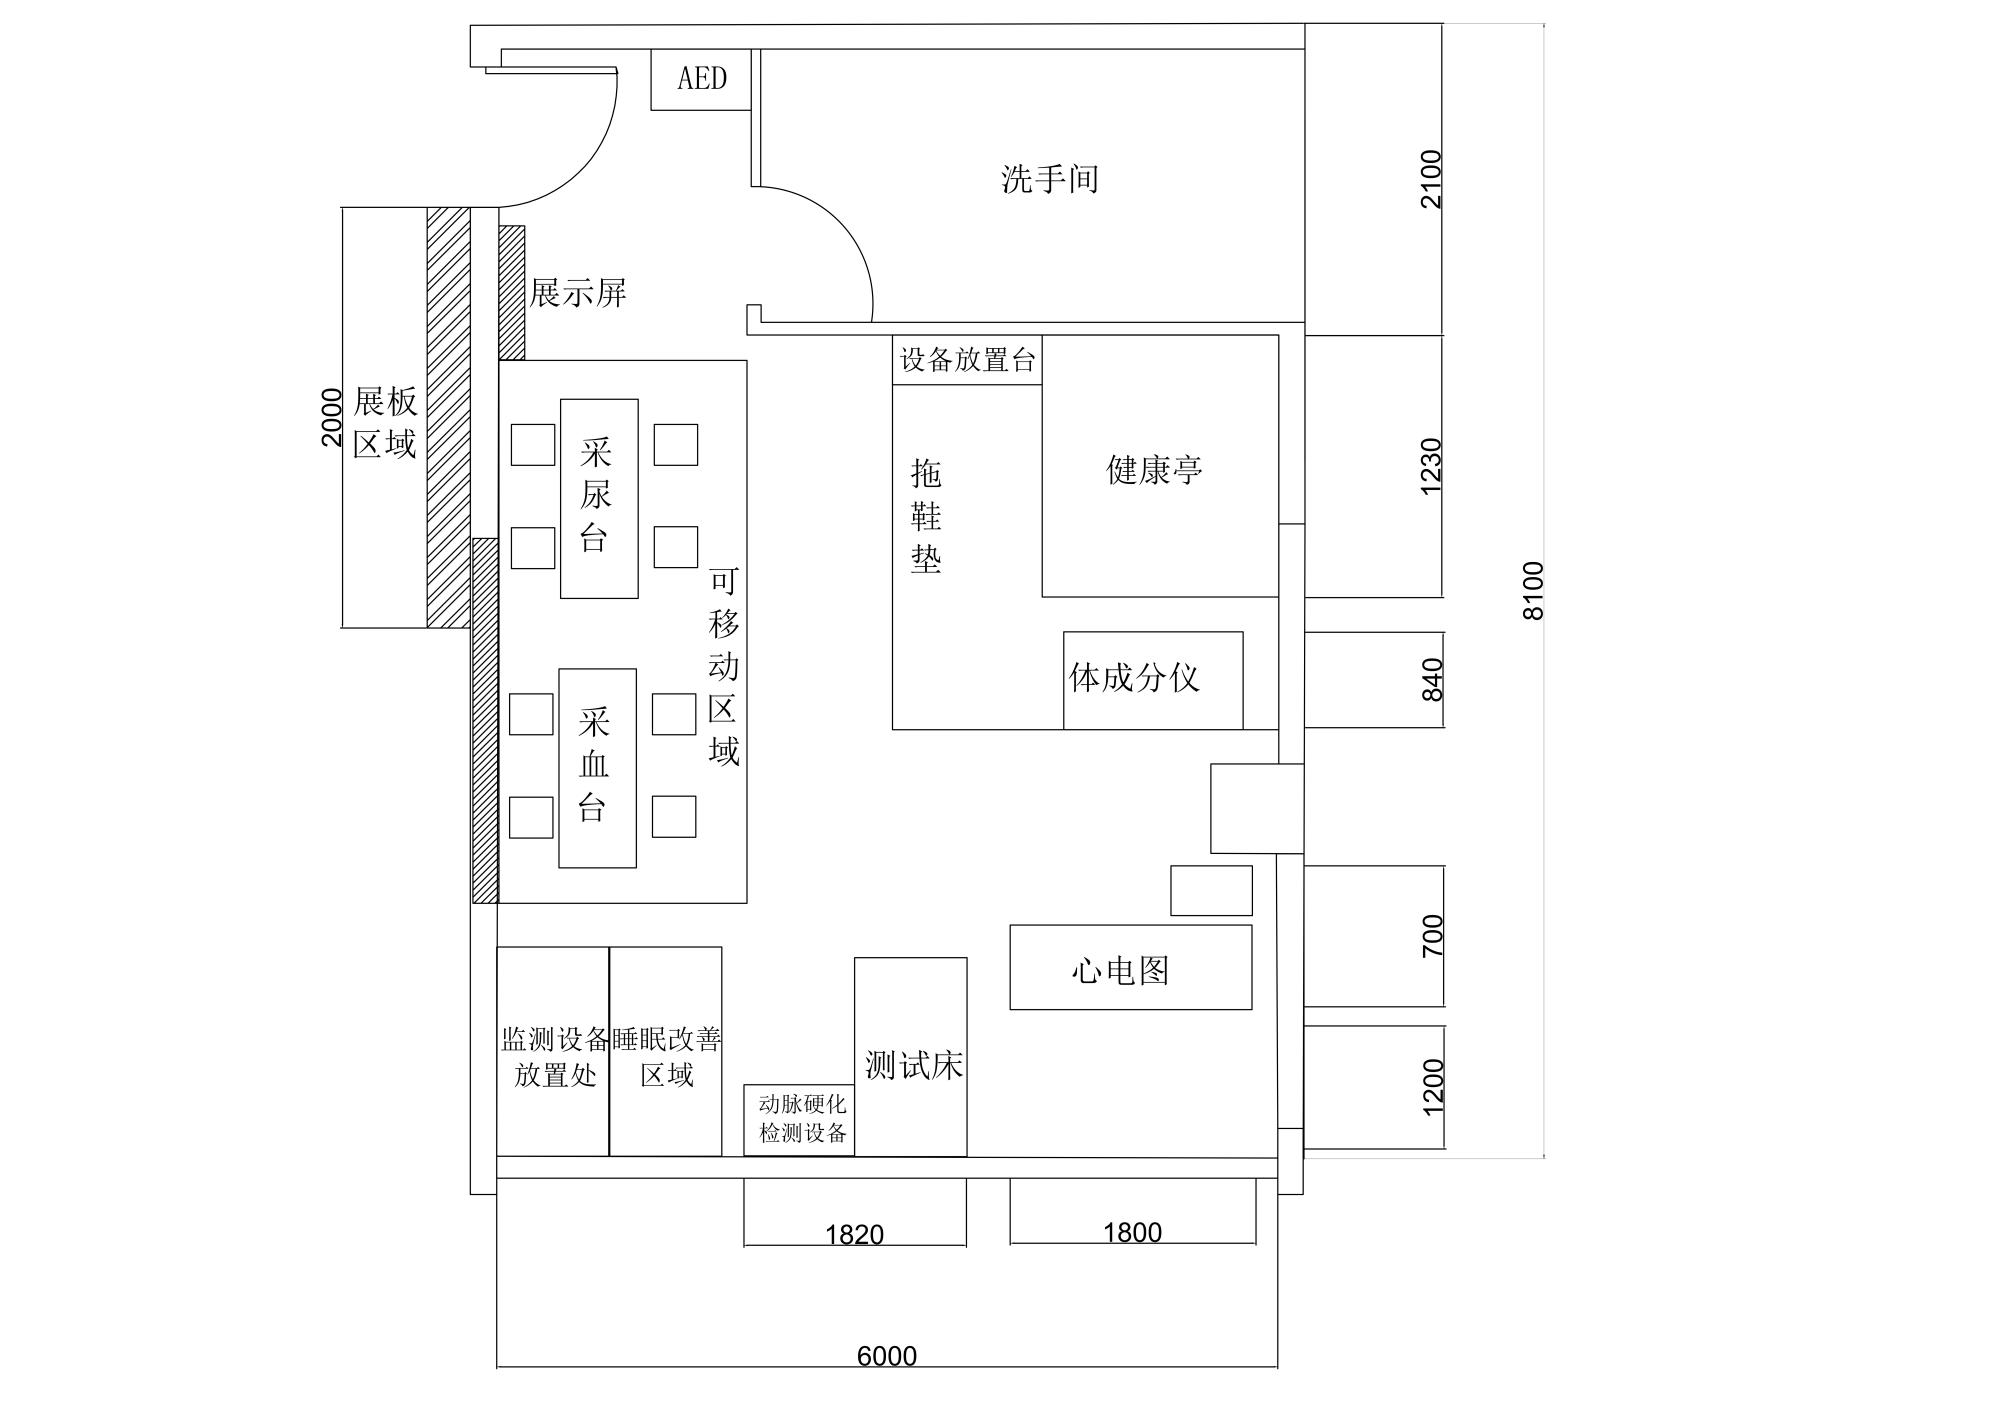 AED
洗手间
2100
展示屏
展板
区域
2000
设备放置台
采尿台
拖鞋垫
健康亭
1230
可移动区域
8100
体成分仪
840
采血台
心电图
700
监测设备
放置处
睡眠改善
区域
测试床
动脉硬化
检测设备
1200
1820
1800
6000